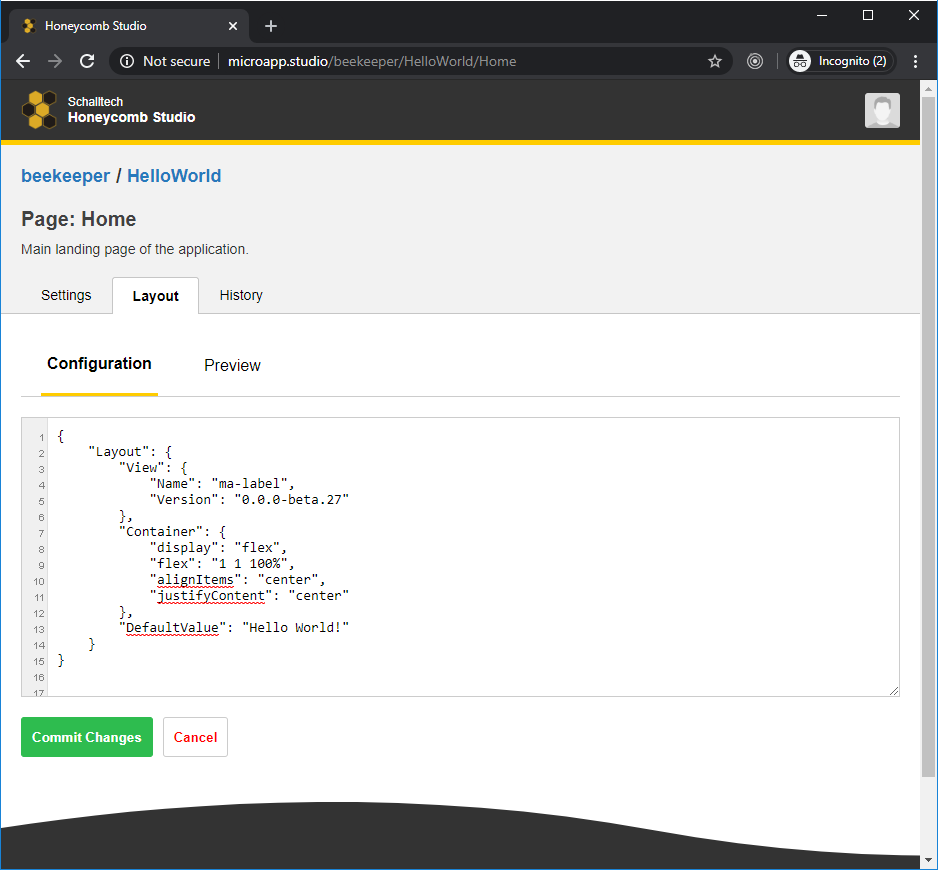 Honeycomb Studio
Not secure microapp.studio/beekeeper/HelloWorld/Home Incognito (2)
Schalltech
Honeycomb Studio
beekeeper / HelloWorld
Page: Home
Main landing page of the application.
Settings Layout History
Configuration Preview
1 {
2 "Layout": {
3 "View": {
4 "Name": "ma-label",
5 "Version": "0.0.0-beta.27"
6 },
7 "Container": {
8 "display": "flex",
9 "flex": "1 1 100%",
10 "alignItems": "center",
11 "justifyContent": "center"
12 },
13 "DefaultValue": "Hello World!"
14 }
15 }
16
17
Commit Changes Cancel